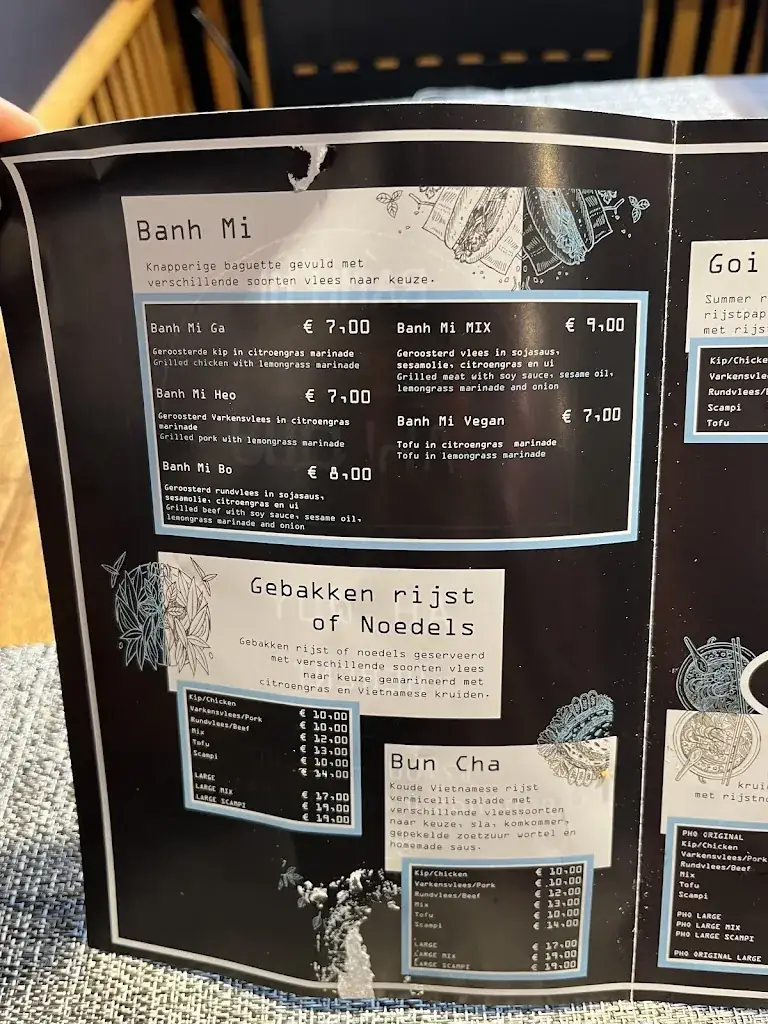 Banh Mi
Knapperige baguette gevuld met
verschillende soorten vlees naar keuze.
Banh Mi Ga € 7,00
Geroosterde kip in citroengras marinade
Grilled chicken with lemongrass marinade
Banh Mi Heo € 7,00
Geroosterd Varkensvlees in citrongras
marinade
Grilled pork with lemongrass marinade
Banh Mi Bo € 8,00
Geroosterd rundvlees in sojasaus,
sesamolie, citroengras en ui
Grilled beef with soy sauce, sesame oil,
lemongrass marinade and onion
Banh Mi MIX € 9,00
Geroosterd vlees in sojasaus,
sesamolie, citroengras en ui
Grilled meat with soy sauce, sesame oil,
lemongrass marinade and onion
Banh Mi Vegan € 7,00
Tofu in citroengras marinade
Tofu in lemongrass marinade
Gebakken rijst
of Noedels
Gebakken rijst of noedels geserveerd
met verschillende soorten vlees
naar keuze gemarineerd met
citroengras en Vietnamese kruiden.
Kip/Chicken € 10,00
Varkensvlees/Pork € 10,00
Rundvlees/Beef € 12,00
Mix € 13,00
Tofu € 10,00
Scampi € 14,00
LARGE € 17,00
LARGE MIX € 19,00
LARGE SCAMPI € 19,00
Bun Cha
Koude Vietnamese rijst
vermicelli salade met
verschillende vleessoorten
naar keuze, sla, komkommer,
gepekelde zoetzuur wortel en
homemade saus.
Kip/Chicken € 10,00
Varkensvlees/Pork € 10,00
Rundvlees/Beef € 12,00
Mix € 13,00
Tofu € 10,00
Scampi € 14,00
LARGE € 17,00
LARGE MIX € 19,00
LARGE SCAMPI € 19,00
Goi
Summer r
rijstpap
met rijs
Kip/Chicke
Varkensvlee
Rundvlees/B
Scampi
Tofu
krui
met rijstno
PHO ORIGINAL
Kip/Chicken
Varkensvlees/Po
Rundvlees/Beef
Mix
Tofu
Scampi
PHO LARGE
PHO LARGE MIX
PHO LARGE SCAMPI
PHO ORIGINAL LARGE